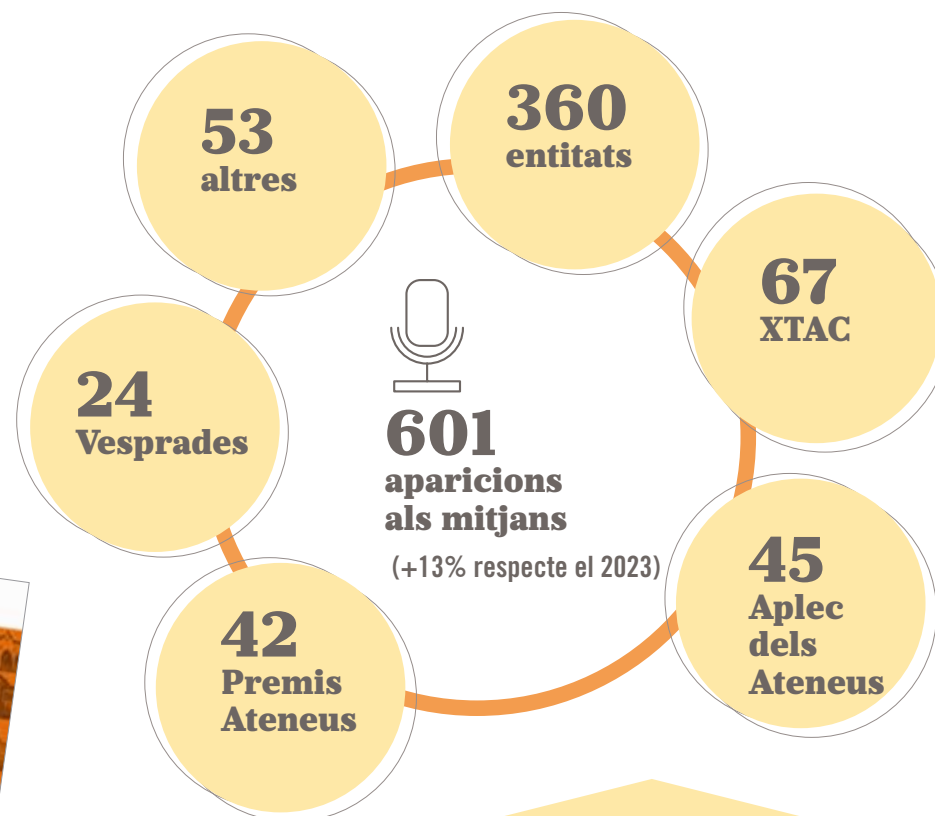 53
altres
360
entitats
67
XTAC
24
Vesprades
601
aparicions
als mitjans
(+13% respecte el 2023)
45
Aplec
dels
Ateneus
42
Premis
Ateneus